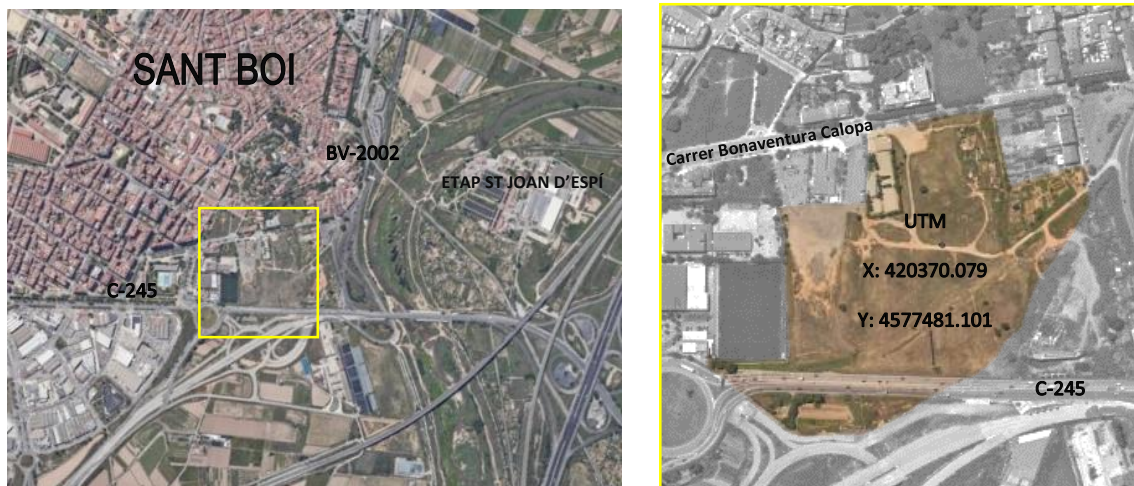 SANT BOI
BV-2002
ETAP ST JOAN D'ESPÍ
C-245
Carrer Bonaventura Calopa
UTM
X: 420370.079
Y: 4577481.101
C-245